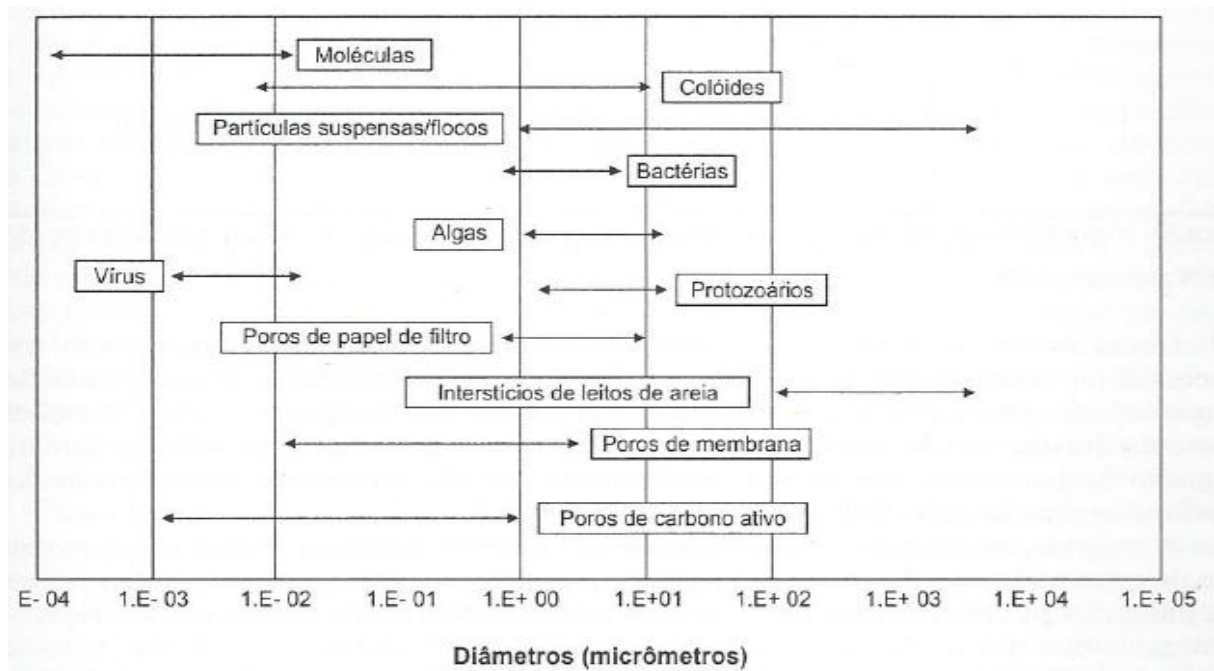 Moléculas
Colóides
Partículas suspensas/flocos
Bactérias
Algas
Vírus
Protozoários
Poros de papel de filtro
Interstícios de leitos de areia
Poros de membrana
Poros de carbono ativo
E-04 1.E-03 1.E-02 1.E-01 1.E+00 1.E+01 1.E+02 1.E+03 1.E+04 1.E+05
Diâmetros (micrômetros)